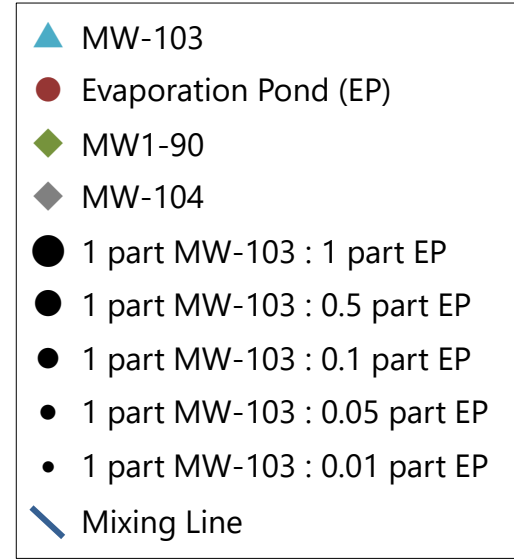 MW-103
Evaporation Pond (EP)
MW1-90
MW-104
1 part MW-103 : 1 part EP
1 part MW-103 : 0.5 part EP
1 part MW-103 : 0.1 part EP
1 part MW-103 : 0.05 part EP
1 part MW-103 : 0.01 part EP
Mixing Line